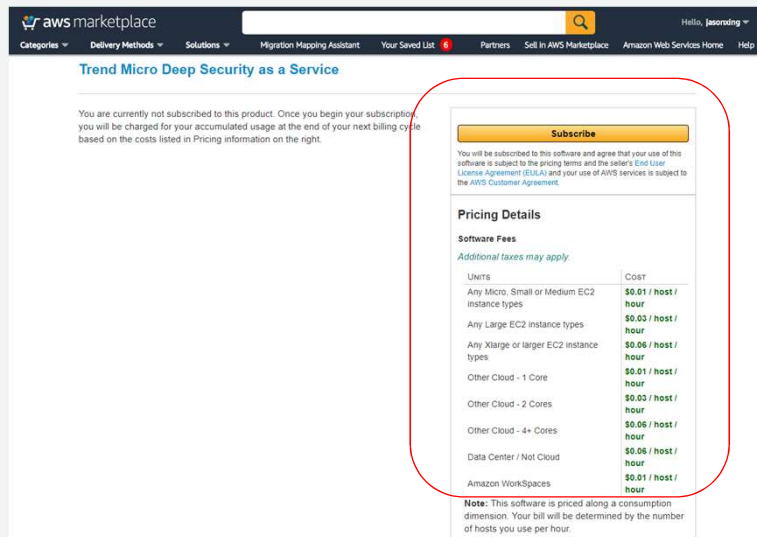 aws marketplace
Hello, jasonxing
Categories Delivery Methods Solutions Migration Mapping Assistant Your Saved List 6 Partners Sell in AWS Marketplace Amazon Web Services Home Help
Trend Micro Deep Security as a Service
You are currently not subscribed to this product. Once you begin your subscription,
you will be charged for your accumulated usage at the end of your next billing cycle
based on the costs listed in Pricing information on the right.
Subscribe
You will be subscribed to this software and agree that your use of this
software is subject to the pricing terms and the seller's End User
License Agreement (EULA) and your use of AWS services is subject to
the AWS Customer Agreement.
Pricing Details
Software Fees
Additional taxes may apply.
UNITS COST
Any Micro, Small or Medium EC2 $0.01 / host /
instance types hour
Any Large EC2 instance types $0.03 / host /
hour
Any Xlarge or larger EC2 instance $0.06 / host /
types hour
Other Cloud - 1 Core $0.01 / host /
hour
Other Cloud - 2 Cores $0.03 / host /
hour
Other Cloud - 4+ Cores $0.06 / host /
hour
Data Center / Not Cloud $0.06 / host /
hour
Amazon WorkSpaces $0.01 / host /
hour
Note: This software is priced along a consumption
dimension. Your bill will be determined by the number
of hosts you use per hour.